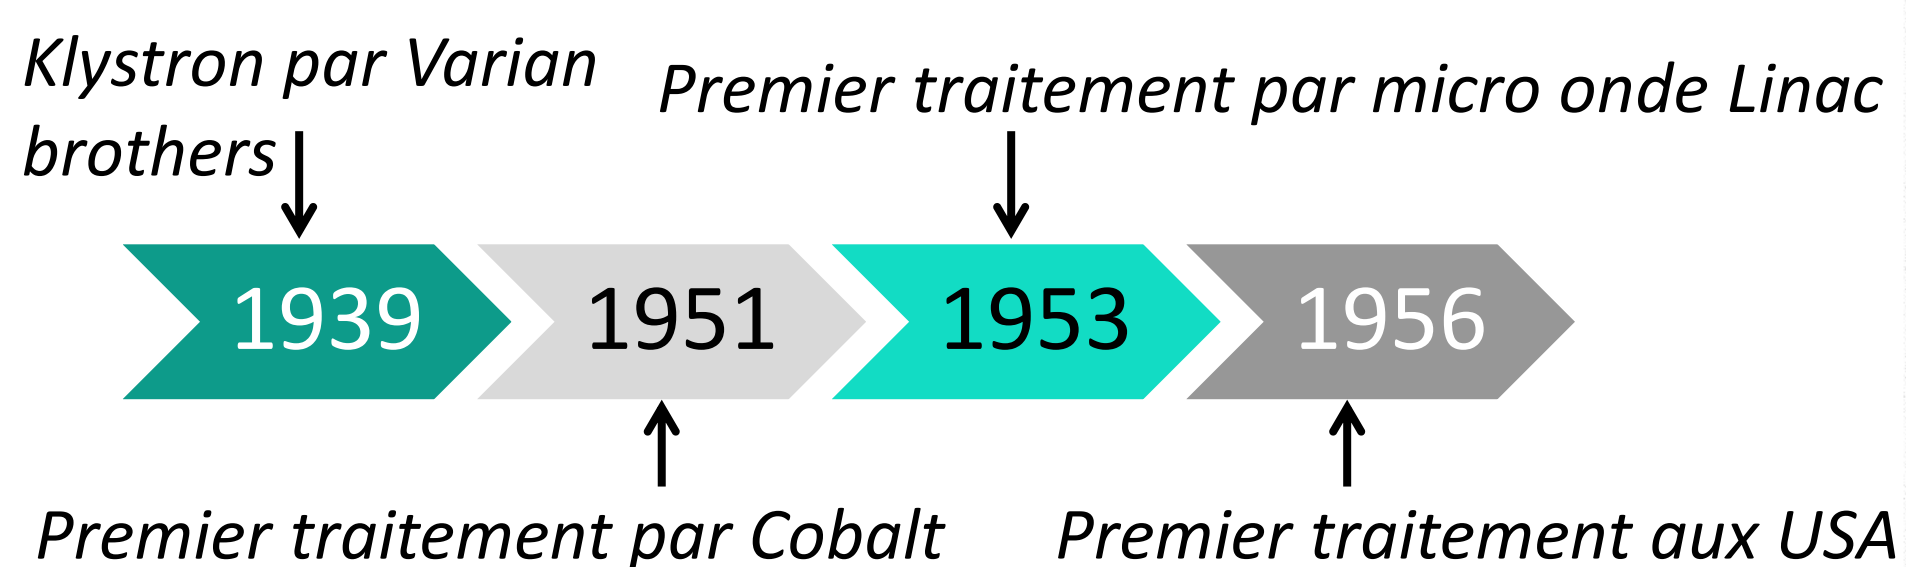 Klystron par Varian
brothers
Premier traitement par micro onde Linac
1939
1951
1953
1956
Premier traitement par Cobalt
Premier traitement aux USA